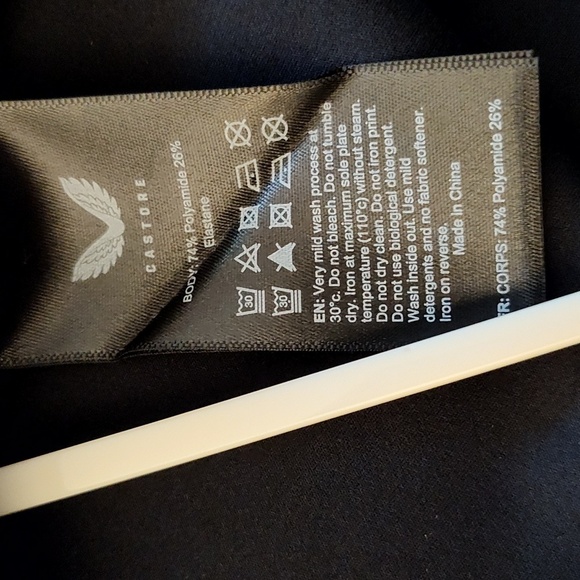 CASTORE
BODY: 74% Polyamide 26%
Elastane
30
30
EN: Very mild wash process at
30°c. Do not bleach. Do not tumble
dry. Iron at maximum sole plate
temperature (110°c) without steam.
Do not dry clean. Do not iron print.
Do not use biological detergent.
Wash inside out. Use mild
detergents and no fabric softener.
Iron on reverse.
Made in China
FR: CORPS: 74% Polyamide 26%